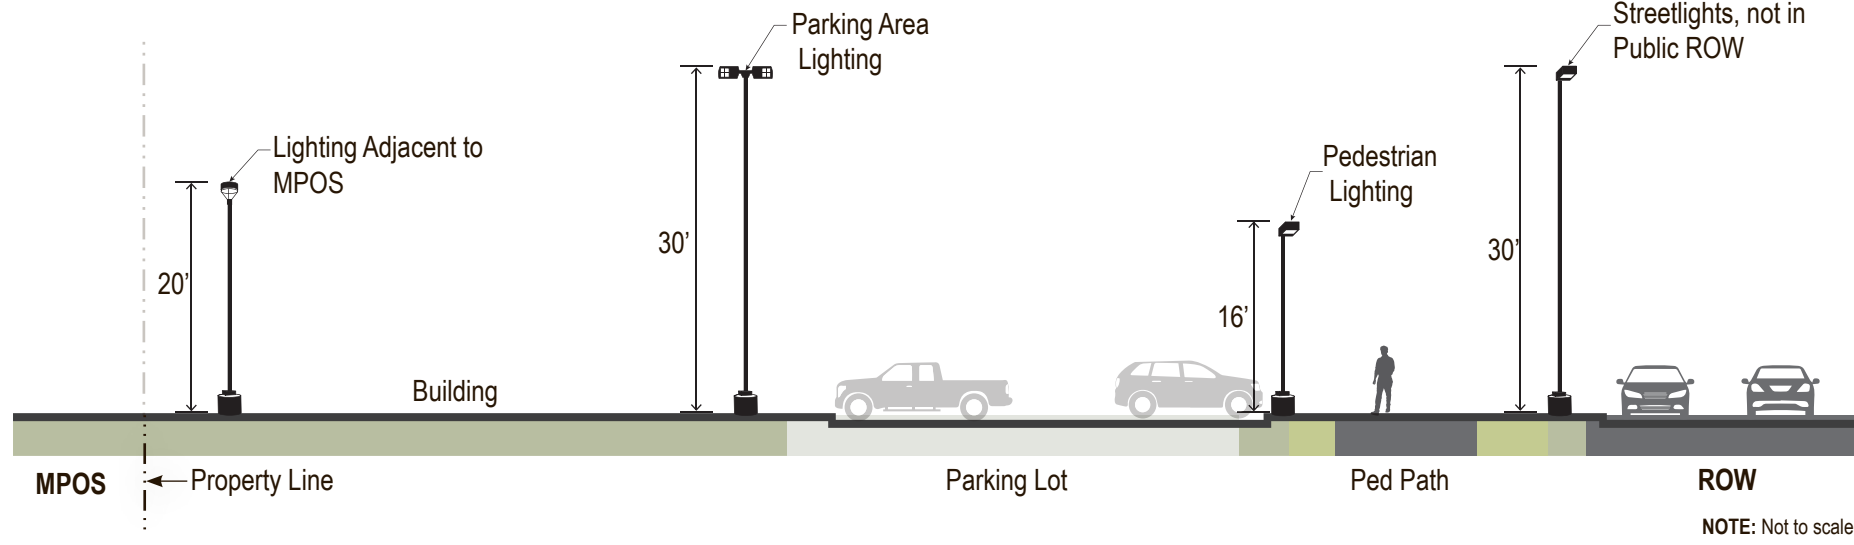 Streetlights, not in
Public ROW
Parking Area
Lighting
Lighting Adjacent to
MPOS
Pedestrian
Lighting
20’
30’
16’
30’
Building
MPOS
Property Line
Parking Lot
Ped Path
ROW
NOTE: Not to scale